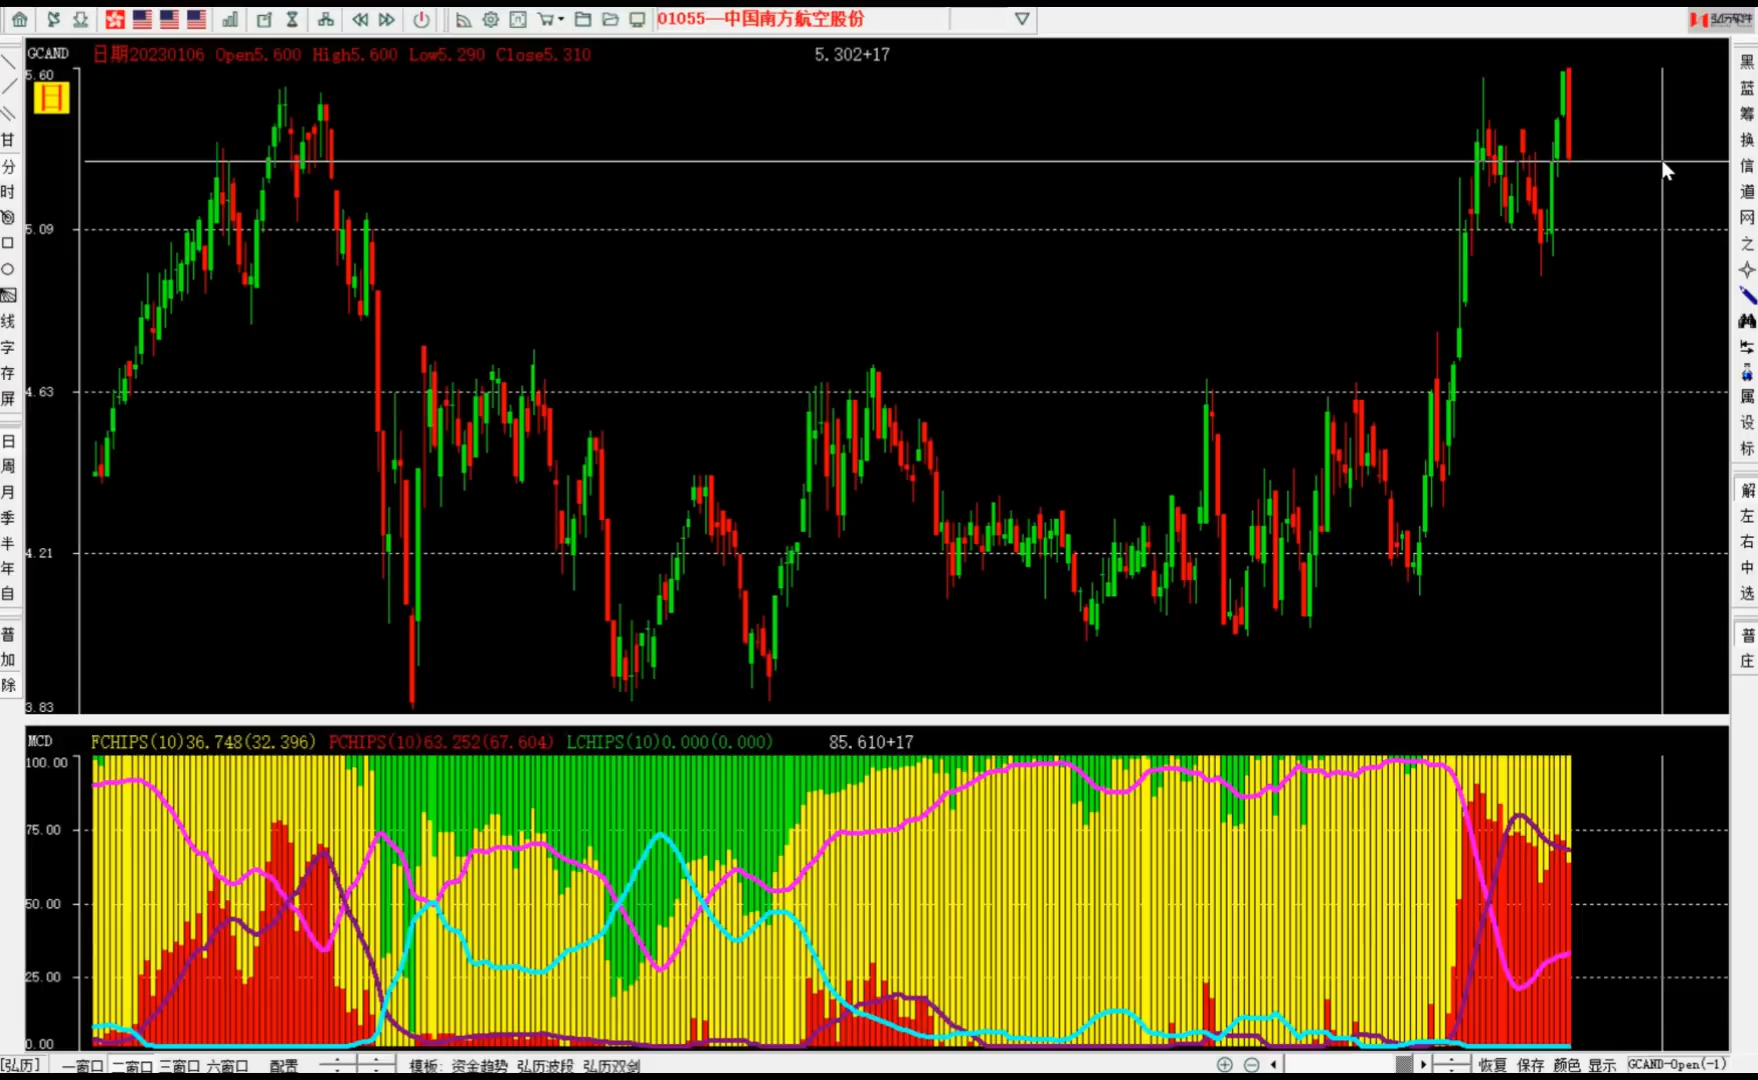 01055—中国南方航空股份
弘历软件
GCAND 日期20230106 Open5.600 High5.600 Low5.290 Close5.310 5.302+17
5.60
日
5.09
4.63
4.21
3.83
甘
分
时
线
字
存
屏
日
周
月
季
半
年
自
普
加
除
黑
蓝
筹
换
信
道
网
之
属
设
标
解
左
右
中
选
普
庄
MCD FCHIPS(10)36.748(32.396) PCHIPS(10)63.252(67.604) LCHIPS(10)0.000(0.000) 85.610+17
100.00
75.00
50.00
25.00
0.00
[弘历] 一窗口 二窗口 三窗口 六窗口 配置 模板: 资金趋势 弘历波段 弘历双剑 恢复 保存 颜色 显示 GCAND-Open(-1)